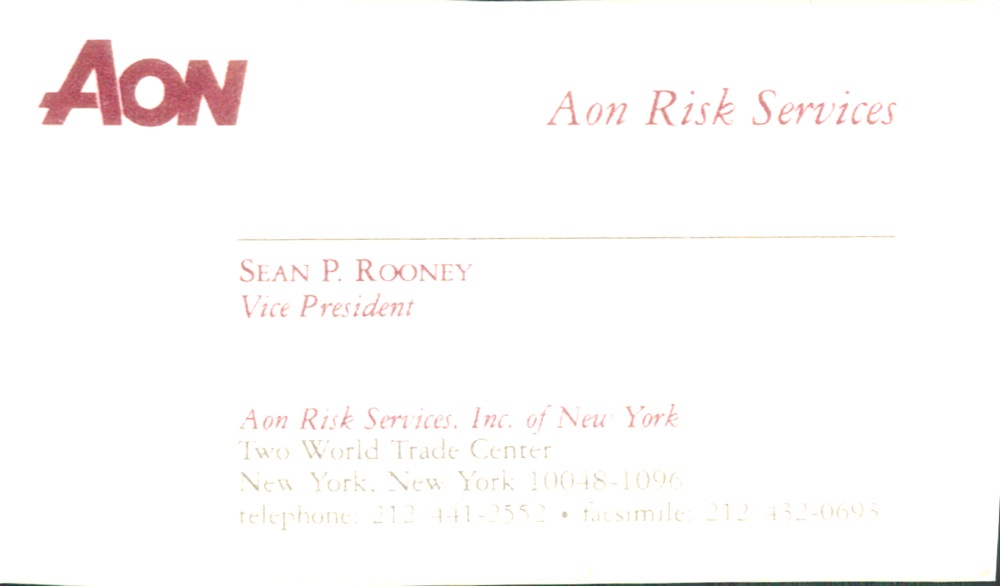 AON
Aon Risk Services
SEAN P. ROONEY
Vice President
Aon Risk Services, Inc. of New York
Two World Trade Center
New York, New York 10048-1096
telephone: 212 441-2552 • facsimile: 212 432-0693